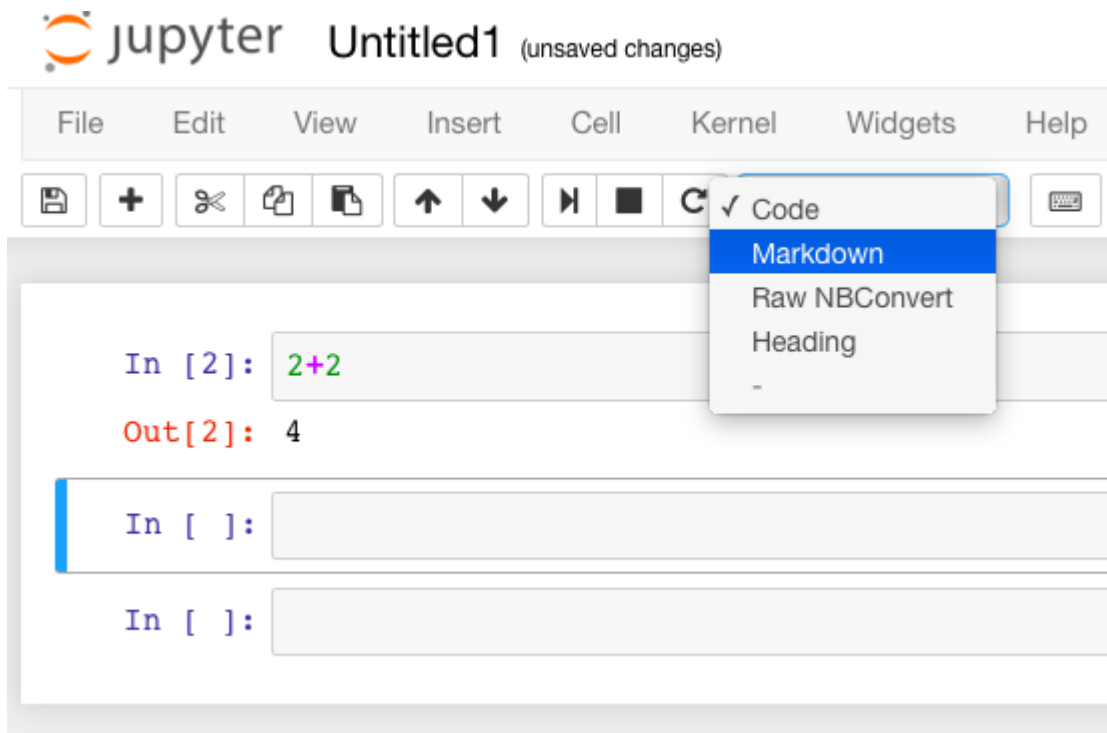 jupyter Untitled1 (unsaved changes)
File Edit View Insert Cell Kernel Widgets Help
✓ Code
Markdown
Raw NBConvert
Heading
-
In [2]: 2+2
Out[2]: 4
In [ ]:
In [ ]: